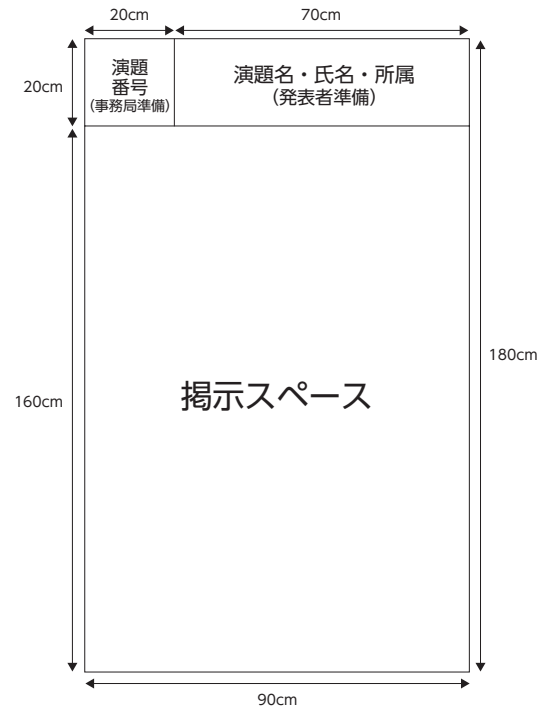 20cm
70cm
20cm
演題
番号
(事務局準備)
演題名・氏名・所属
(発表者準備)
180cm
160cm
掲示スペース
90cm